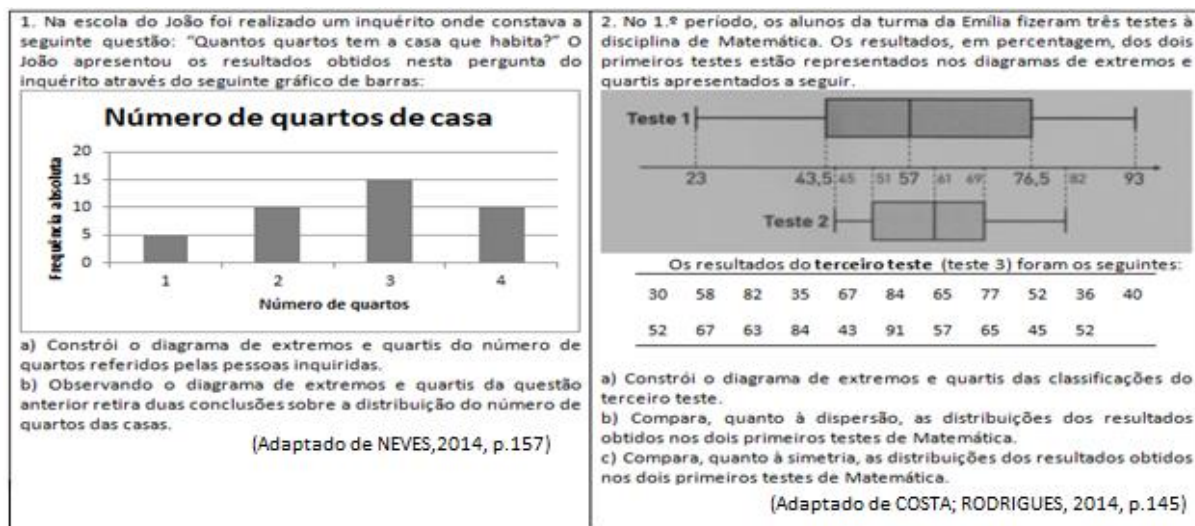 1. Na escola do João foi realizado um inquérito onde constava a
seguinte questão: "Quantos quartos tem a casa que habita?" O
João apresentou os resultados obtidos nesta pergunta do
inquérito através do seguinte gráfico de barras:
Número de quartos de casa
Frequência absoluta
20
15
10
5
0
1 2 3 4
Número de quartos
a) Constrói o diagrama de extremos e quartis do número de
quartos referidos pelas pessoas inquiridas.
b) Observando o diagrama de extremos e quartis da questão
anterior retira duas conclusões sobre a distribuição do número de
quartos das casas.
(Adaptado de NEVES,2014, p.157)
2. No 1.º período, os alunos da turma da Emília fizeram três testes à
disciplina de Matemática. Os resultados, em percentagem, dos dois
primeiros testes estão representados nos diagramas de extremos e
quartis apresentados a seguir.
Teste 1
23 43,5 45 51 57 61 69 76,5 82 93
Teste 2
Os resultados do terceiro teste (teste 3) foram os seguintes:
30 58 82 35 67 84 65 77 52 36 40
52 67 63 84 43 91 57 65 45 52
a) Constrói o diagrama de extremos e quartis das classificações do
terceiro teste.
b) Compara, quanto à dispersão, as distribuições dos resultados
obtidos nos dois primeiros testes de Matemática.
c) Compara, quanto à simetria, as distribuições dos resultados obtidos
nos dois primeiros testes de Matemática.
(Adaptado de COSTA; RODRIGUES, 2014, p.145)